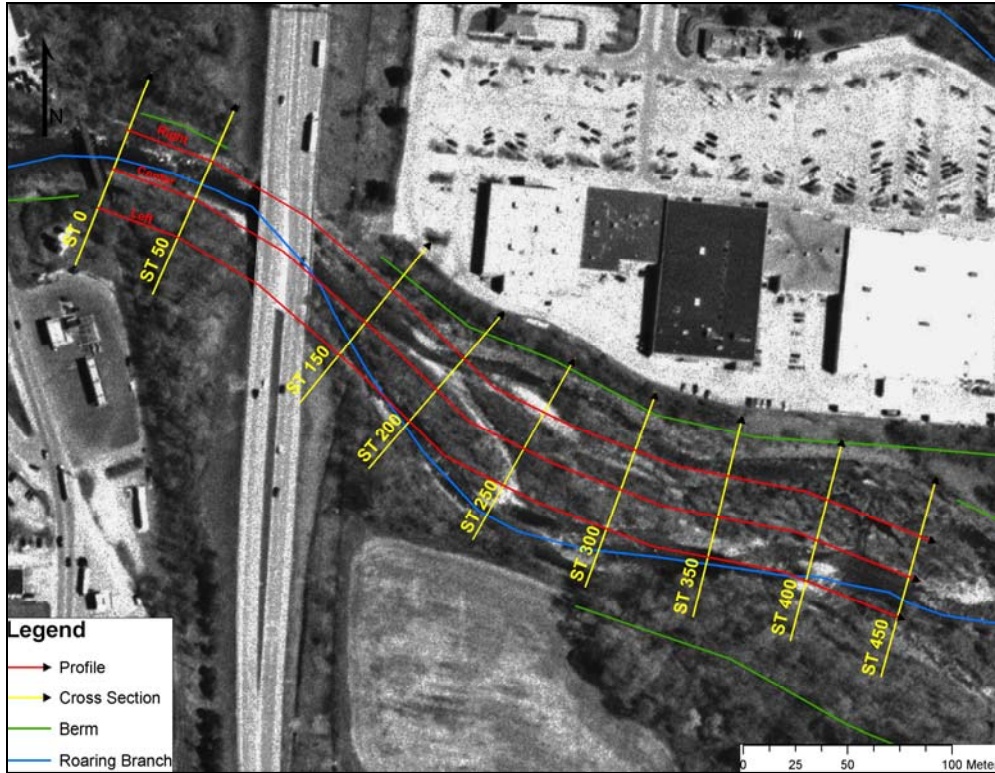 N
Right
Center
Left
ST 0
ST 50
ST 150
ST 200
ST 250
ST 300
ST 350
ST 400
ST 450
Legend
Profile
Cross Section
Berm
Roaring Branch
0 25 50 100 Mete